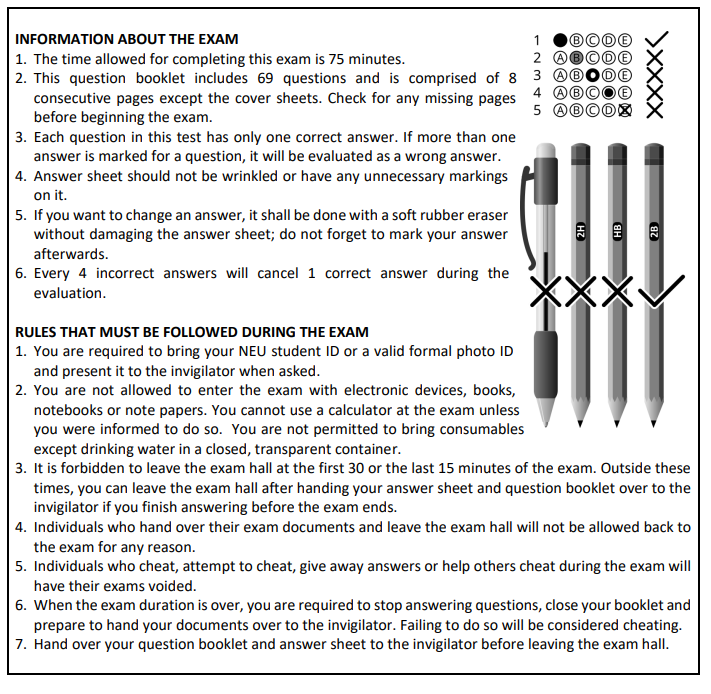 INFORMATION ABOUT THE EXAM
1. The time allowed for completing this exam is 75 minutes.
2. This question booklet includes 69 questions and is comprised of 8
consecutive pages except the cover sheets. Check for any missing pages
before beginning the exam.
3. Each question in this test has only one correct answer. If more than one
answer is marked for a question, it will be evaluated as a wrong answer.
4. Answer sheet should not be wrinkled or have any unnecessary markings
on it.
5. If you want to change an answer, it shall be done with a soft rubber eraser
without damaging the answer sheet; do not forget to mark your answer
afterwards.
6. Every 4 incorrect answers will cancel 1 correct answer during the
evaluation.
1 B C D E
2 A B C D E
3 A B D E
4 A B C E
5 A B C D
2H
HB
2B
RULES THAT MUST BE FOLLOWED DURING THE EXAM
1. You are required to bring your NEU student ID or a valid formal photo ID
and present it to the invigilator when asked.
2. You are not allowed to enter the exam with electronic devices, books,
notebooks or note papers. You cannot use a calculator at the exam unless
you were informed to do so. You are not permitted to bring consumables
except drinking water in a closed, transparent container.
3. It is forbidden to leave the exam hall at the first 30 or the last 15 minutes of the exam. Outside these
times, you can leave the exam hall after handing your answer sheet and question booklet over to the
invigilator if you finish answering before the exam ends.
4. Individuals who hand over their exam documents and leave the exam hall will not be allowed back to
the exam for any reason.
5. Individuals who cheat, attempt to cheat, give away answers or help others cheat during the exam will
have their exams voided.
6. When the exam duration is over, you are required to stop answering questions, close your booklet and
prepare to hand your documents over to the invigilator. Failing to do so will be considered cheating.
7. Hand over your question booklet and answer sheet to the invigilator before leaving the exam hall.